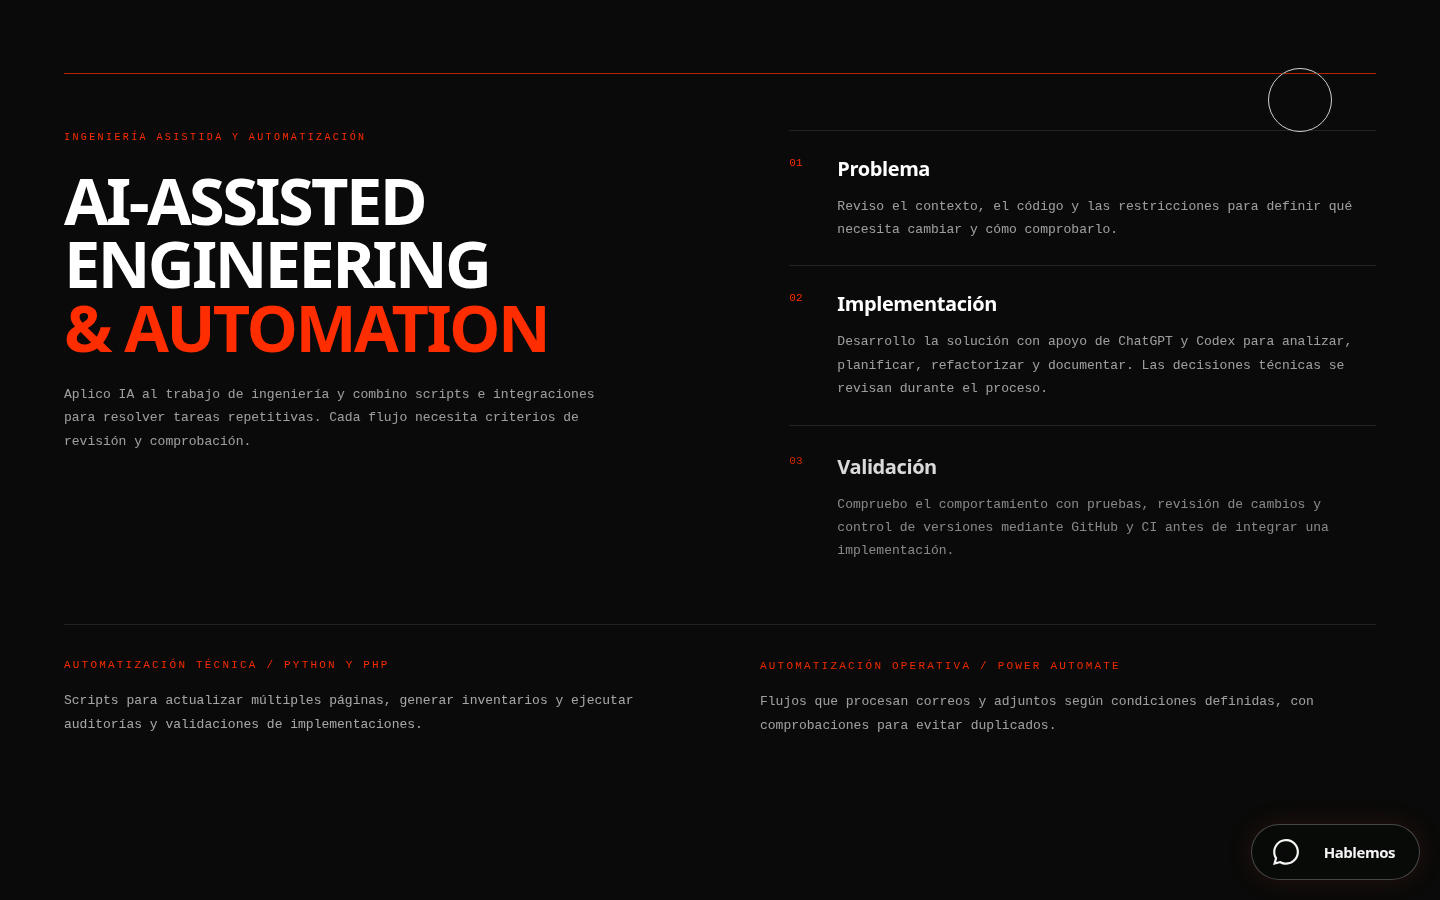 INGENIERÍA ASISTIDA Y AUTOMATIZACIÓN
AI-ASSISTED
ENGINEERING
& AUTOMATION
Aplico IA al trabajo de ingeniería y combino scripts e integraciones
para resolver tareas repetitivas. Cada flujo necesita criterios de
revisión y comprobación.
01
Problema
Reviso el contexto, el código y las restricciones para definir qué
necesita cambiar y cómo comprobarlo.
02
Implementación
Desarrollo la solución con apoyo de ChatGPT y Codex para analizar,
planificar, refactorizar y documentar. Las decisiones técnicas se
revisan durante el proceso.
03
Validación
Compruebo el comportamiento con pruebas, revisión de cambios y
control de versiones mediante GitHub y CI antes de integrar una
implementación.
AUTOMATIZACIÓN TÉCNICA / PYTHON Y PHP
Scripts para actualizar múltiples páginas, generar inventarios y ejecutar
auditorías y validaciones de implementaciones.
AUTOMATIZACIÓN OPERATIVA / POWER AUTOMATE
Flujos que procesan correos y adjuntos según condiciones definidas, con
comprobaciones para evitar duplicados.
Hablemos